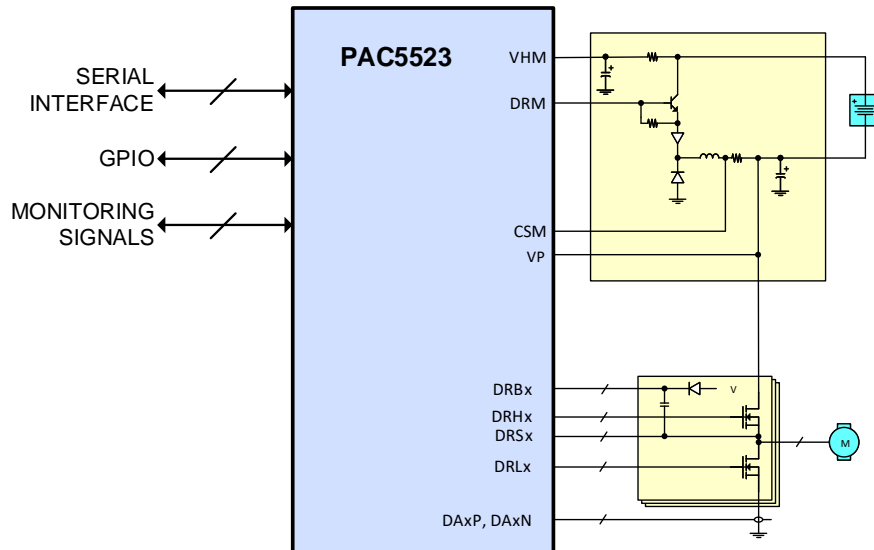 PAC5523
SERIAL
INTERFACE
GPIO
MONITORING
SIGNALS
VHM
DRM
CSM
VP
DRBx
DRHx
DRSx
DRLx
DAxP, DAxN
V
M